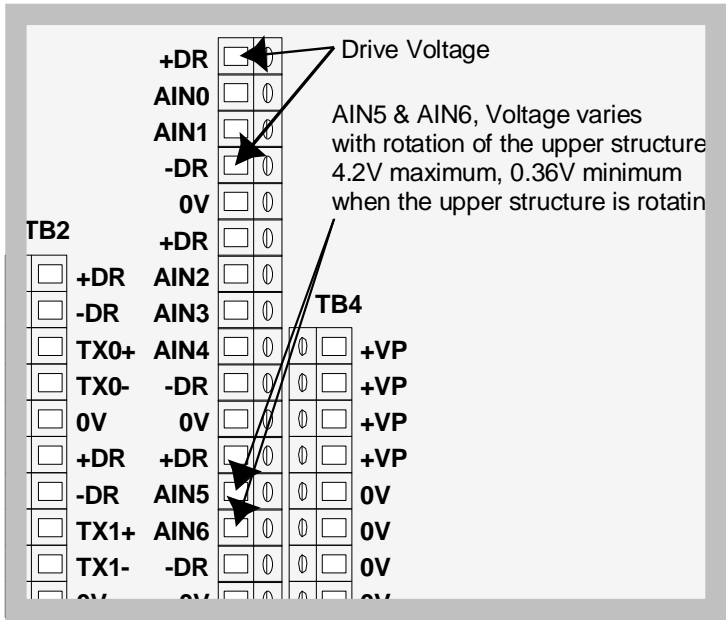 Drive Voltage
AIN5 & AIN6, Voltage varies
with rotation of the upper structure
4.2V maximum, 0.36V minimum
when the upper structure is rotatin
+DR
AIN0
AIN1
-DR
0V
+DR
AIN2
AIN3
AIN4
-DR
0V
+DR
AIN5
AIN6
-DR
0V
TB2
+DR
-DR
TX0+
TX0-
0V
+DR
-DR
TX1+
TX1-
0V
TB4
+VP
+VP
+VP
+VP
0V
0V
0V
0V